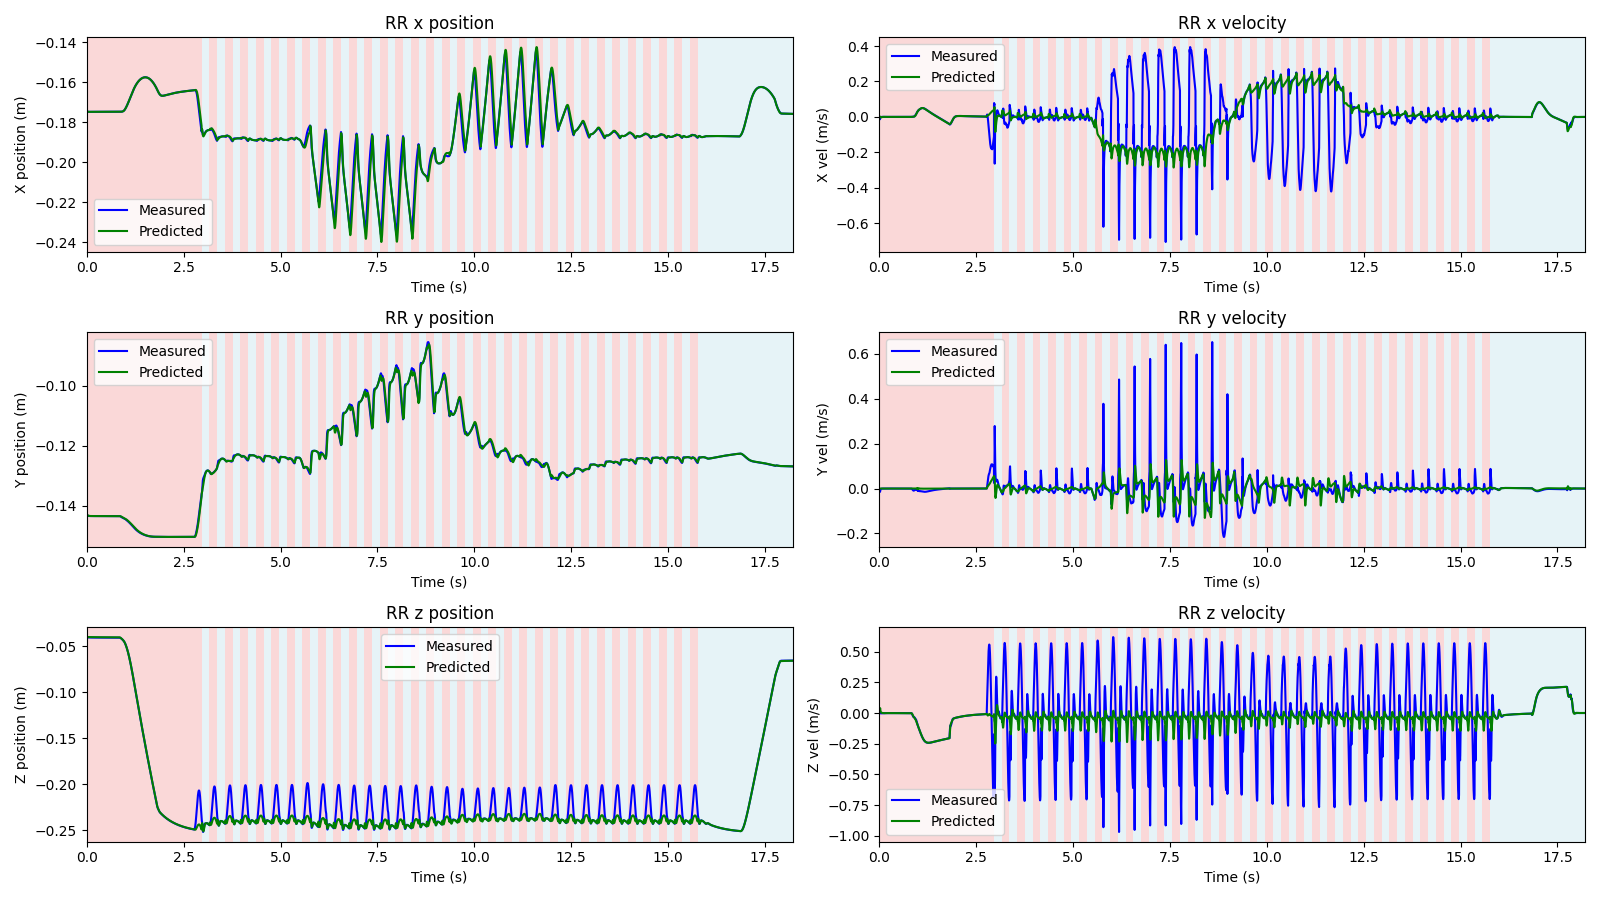 RR x position
X position (m)
−0.14
−0.16
−0.18
−0.20
−0.22
−0.24
Measured
Predicted
0.0 2.5 5.0 7.5 10.0 12.5 15.0 17.5
Time (s)
RR x velocity
X vel (m/s)
0.4
0.2
0.0
−0.2
−0.4
−0.6
Measured
Predicted
0.0 2.5 5.0 7.5 10.0 12.5 15.0 17.5
Time (s)
RR y position
Y position (m)
−0.10
−0.12
−0.14
Measured
Predicted
0.0 2.5 5.0 7.5 10.0 12.5 15.0 17.5
Time (s)
RR y velocity
Y vel (m/s)
0.6
0.4
0.2
0.0
−0.2
Measured
Predicted
0.0 2.5 5.0 7.5 10.0 12.5 15.0 17.5
Time (s)
RR z position
Z position (m)
−0.05
−0.10
−0.15
−0.20
−0.25
Measured
Predicted
0.0 2.5 5.0 7.5 10.0 12.5 15.0 17.5
Time (s)
RR z velocity
Z vel (m/s)
0.50
0.25
0.00
−0.25
−0.50
−0.75
−1.00
Measured
Predicted
0.0 2.5 5.0 7.5 10.0 12.5 15.0 17.5
Time (s)